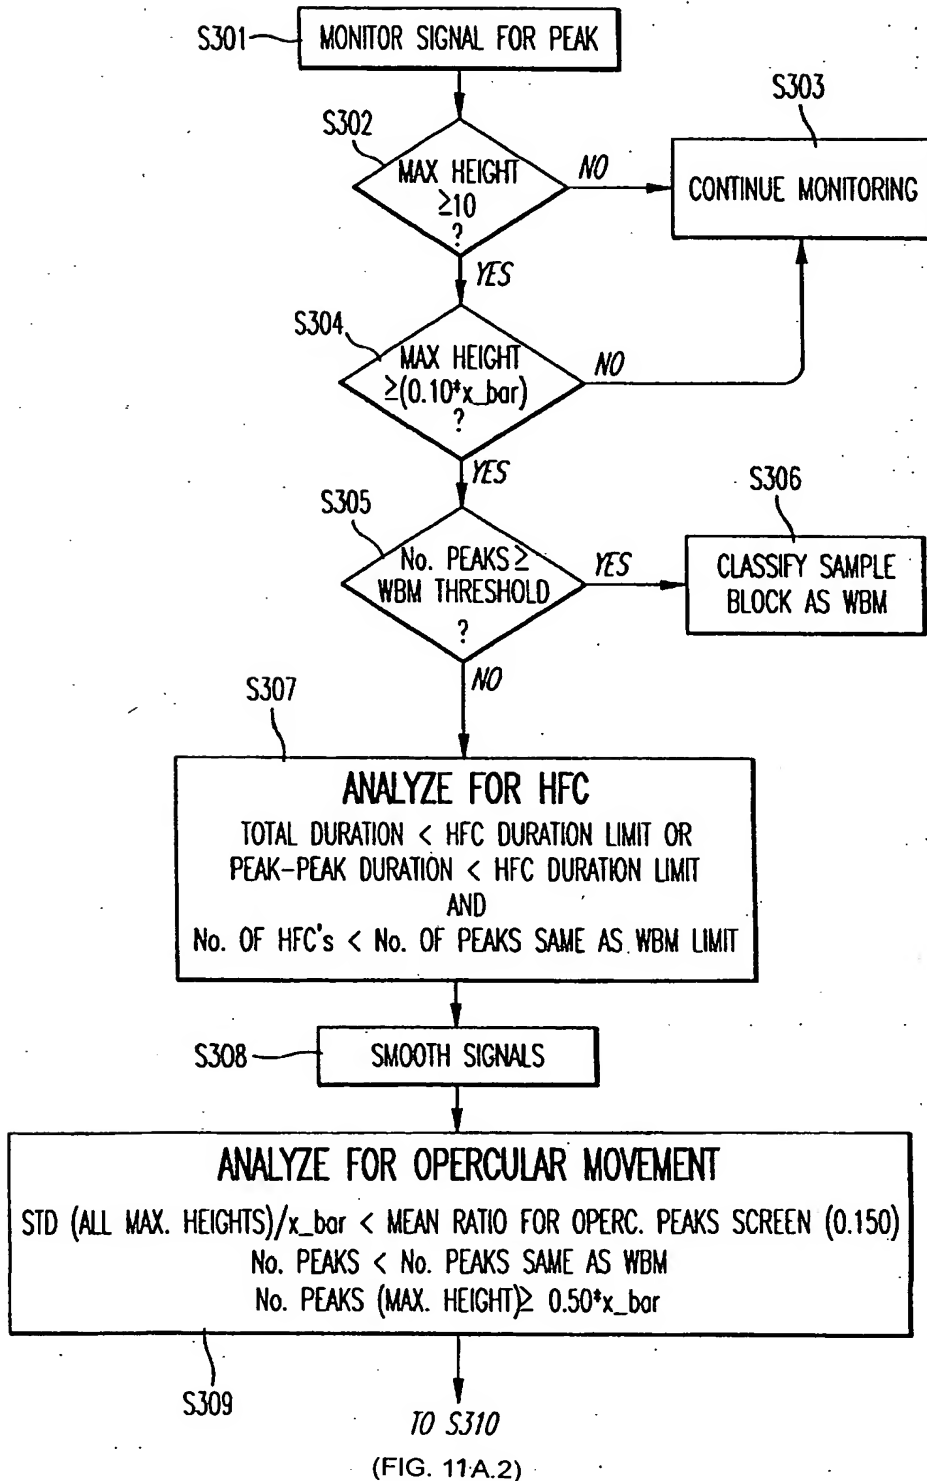 S301
MONITOR SIGNAL FOR PEAK
S302
MAX HEIGHT
≥10
?
NO
S303
CONTINUE MONITORING
YES
S304
MAX HEIGHT
≥(0.10*x_bar)
?
NO
YES
S305
No. PEAKS ≥
WBM THRESHOLD
?
YES
S306
CLASSIFY SAMPLE
BLOCK AS WBM
NO
S307
ANALYZE FOR HFC
TOTAL DURATION < HFC DURATION LIMIT OR
PEAK-PEAK DURATION < HFC DURATION LIMIT
AND
No. OF HFC's < No. OF PEAKS SAME AS WBM LIMIT
S308
SMOOTH SIGNALS
ANALYZE FOR OPERCULAR MOVEMENT
STD (ALL MAX. HEIGHTS)/x_bar < MEAN RATIO FOR OPERC. PEAKS SCREEN (0.150)
No. PEAKS < No. PEAKS SAME AS WBM
No. PEAKS (MAX. HEIGHT)≥ 0.50*x_bar
S309
TO S310
(FIG. 11A.2)